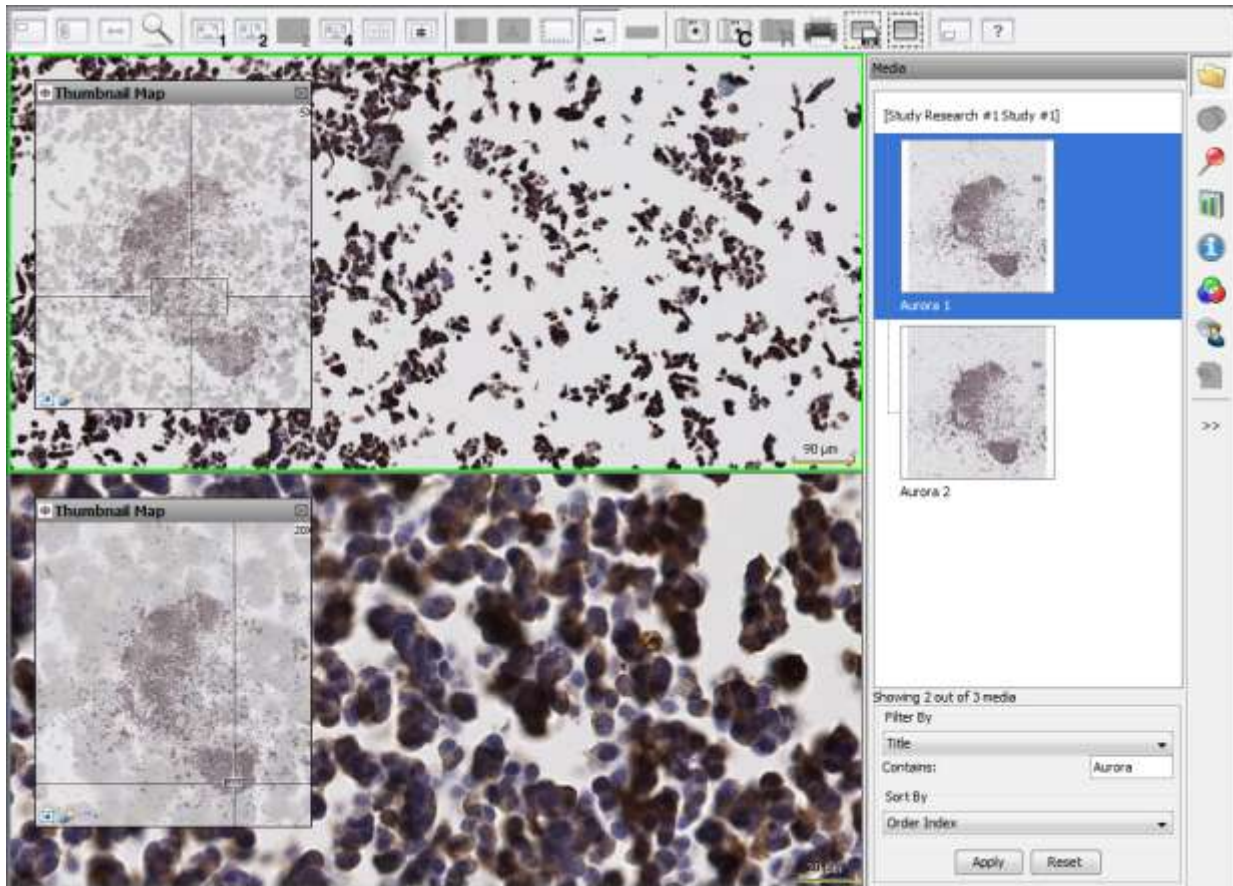 1
2
4
C
?
Media
Thumbnail Map
[Study Research #1 Study #1]
Aurora 1
>>
90 µm
Thumbnail Map
20X
Aurora 2
Showing 2 out of 3 media
Filter By
Title
Contains: Aurora
Sort By
Order Index
Apply Reset